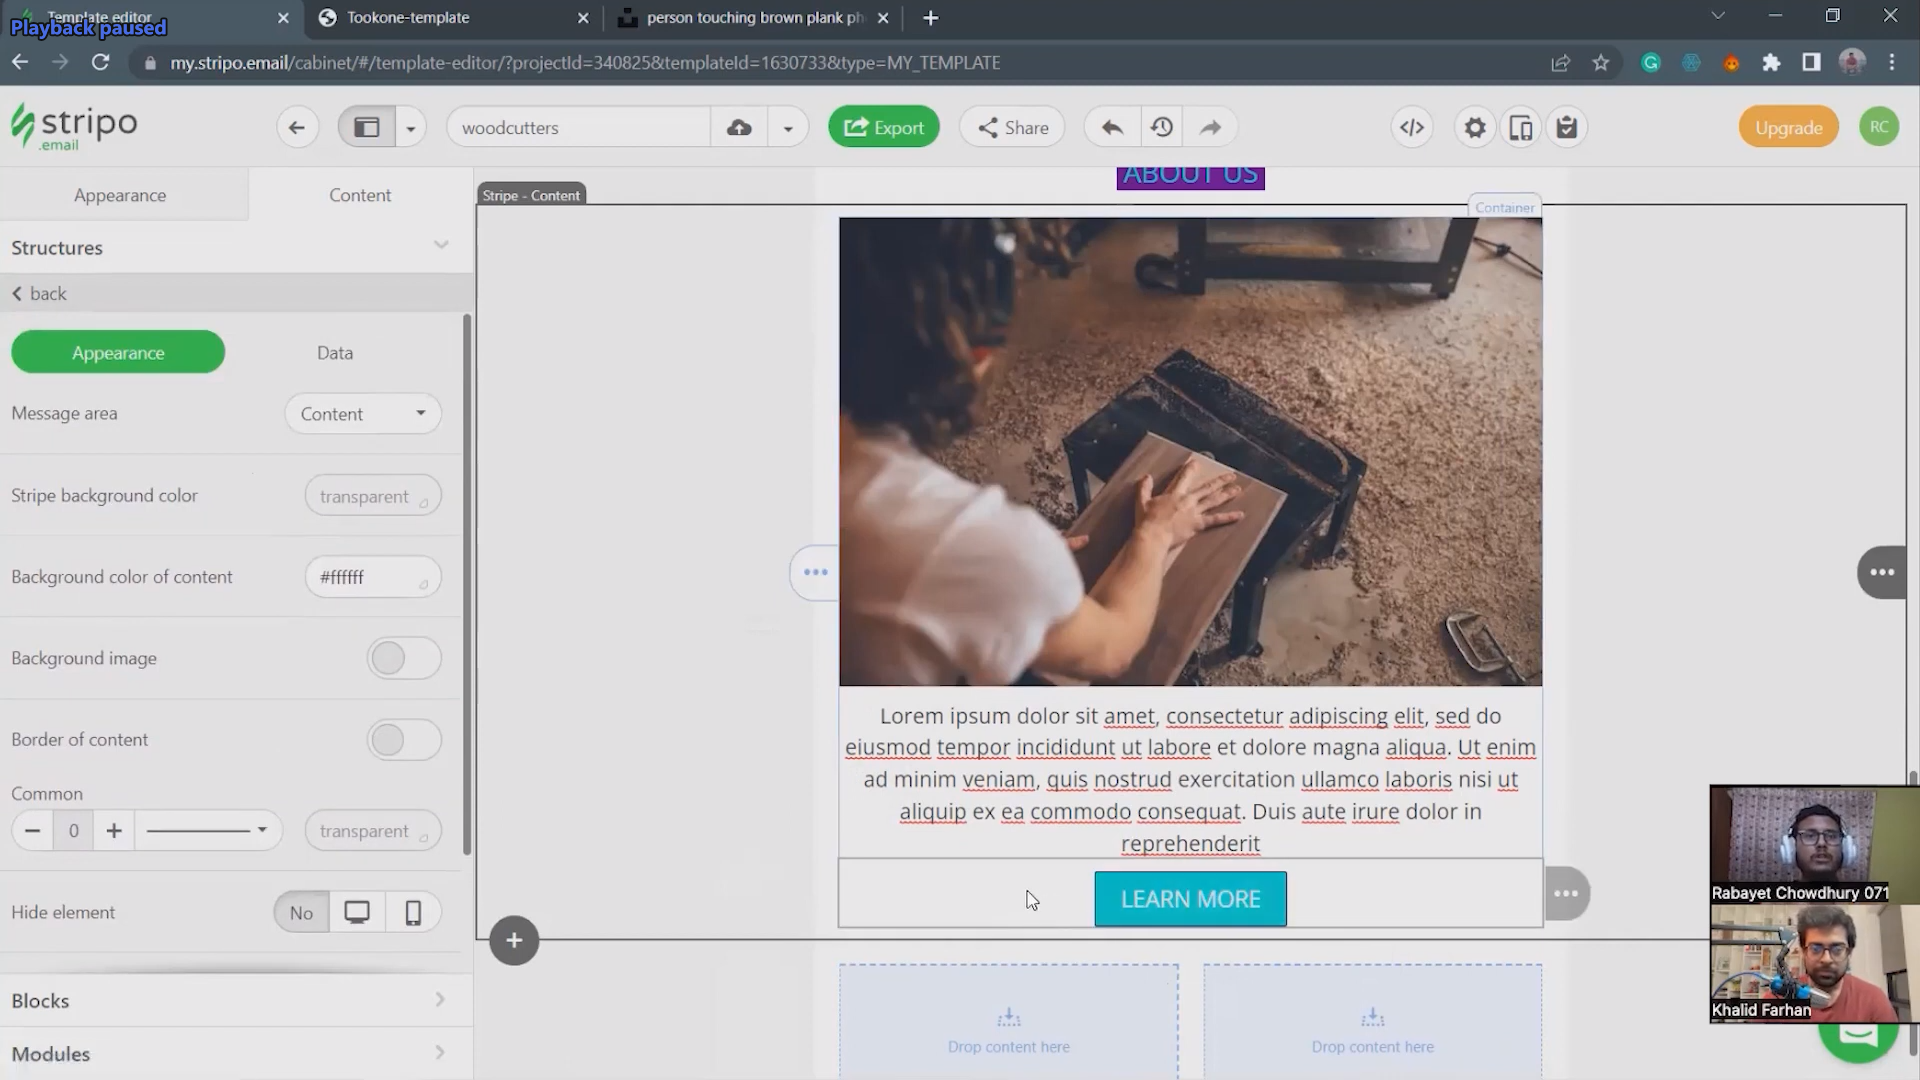 Template editor
Playback paused
Tookone-template
person touching brown plank ph
my.stripo.email/cabinet/#/template-editor/?projectId=340825&templateId=1630733&type=MY_TEMPLATE
stripo
.email
woodcutters
Export
Share
Upgrade
RC
Appearance
Content
Structures
back
Appearance
Data
Message area
Content
Stripe background color
transparent
Background color of content
#ffffff
Background image
Border of content
Common
0
transparent
Hide element
No
Blocks
Modules
ABOUT US
Stripe - Content
Container
Lorem ipsum dolor sit amet, consectetur adipiscing elit, sed do
eiusmod tempor incididunt ut labore et dolore magna aliqua. Ut enim
ad minim veniam, quis nostrud exercitation ullamco laboris nisi ut
aliquip ex ea commodo consequat. Duis aute irure dolor in
reprehenderit
LEARN MORE
Drop content here
Drop content here
Rabayet Chowdhury 071
Khalid Farhan